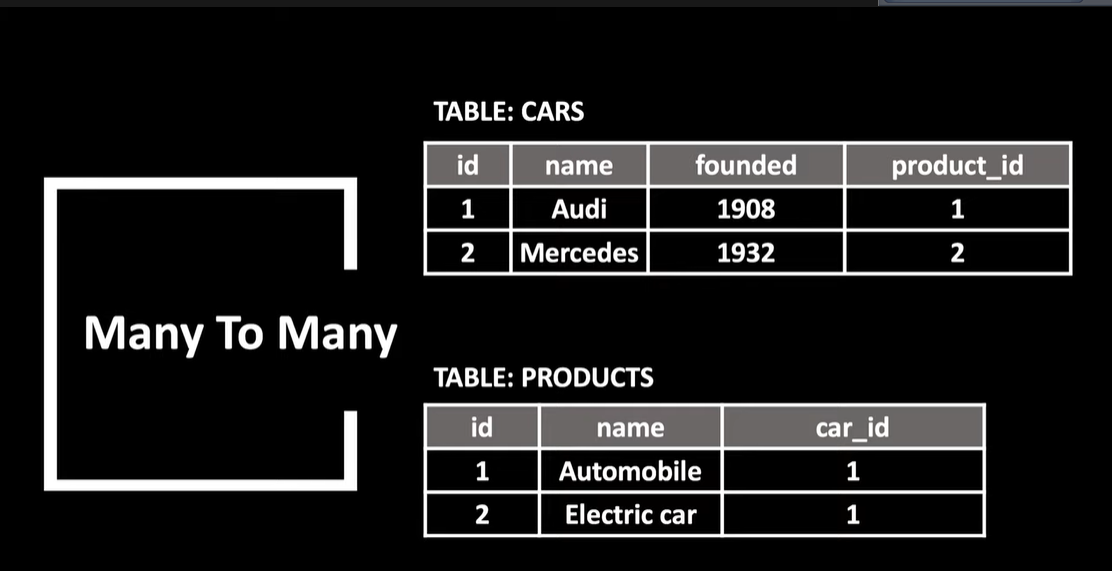 Many To Many
TABLE: CARS
id name founded product_id
1 Audi 1908 1
2 Mercedes 1932 2
TABLE: PRODUCTS
id name car_id
1 Automobile 1
2 Electric car 1